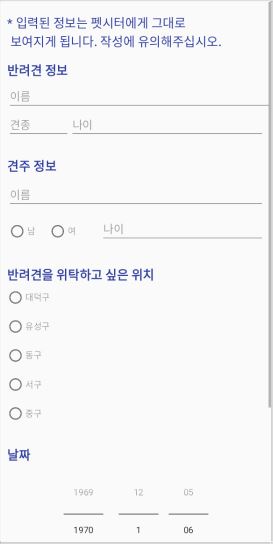 * 입력된 정보는 펫시터에게 그대로
보여지게 됩니다. 작성에 유의해주십시오.
반려견 정보
이름
견종 나이
견주 정보
이름
남 여 나이
반려견을 위탁하고 싶은 위치
대덕구
유성구
동구
서구
중구
날짜
1969 12 05
1970 1 06